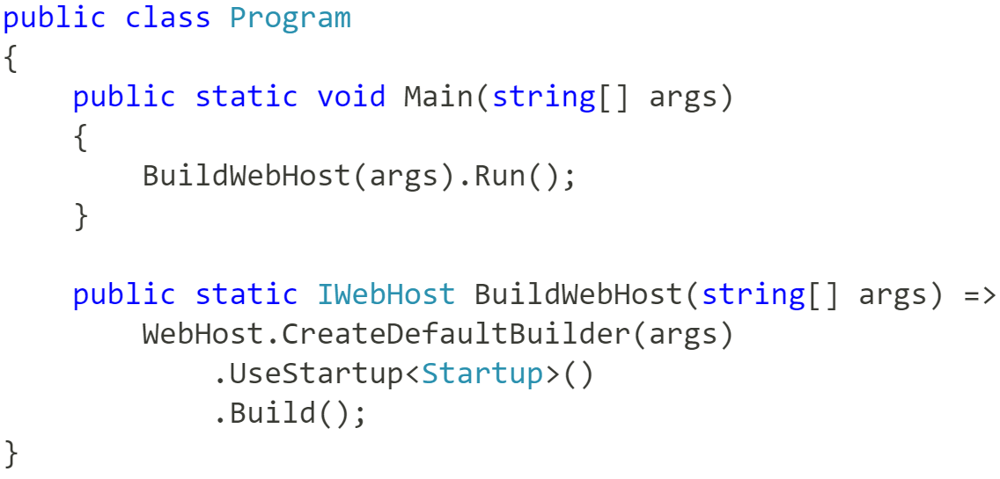 public class Program
{
    public static void Main(string[] args)
    {
        BuildWebHost(args).Run();
    }

    public static IWebHost BuildWebHost(string[] args) =>
        WebHost.CreateDefaultBuilder(args)
            .UseStartup<Startup>()
            .Build();
}